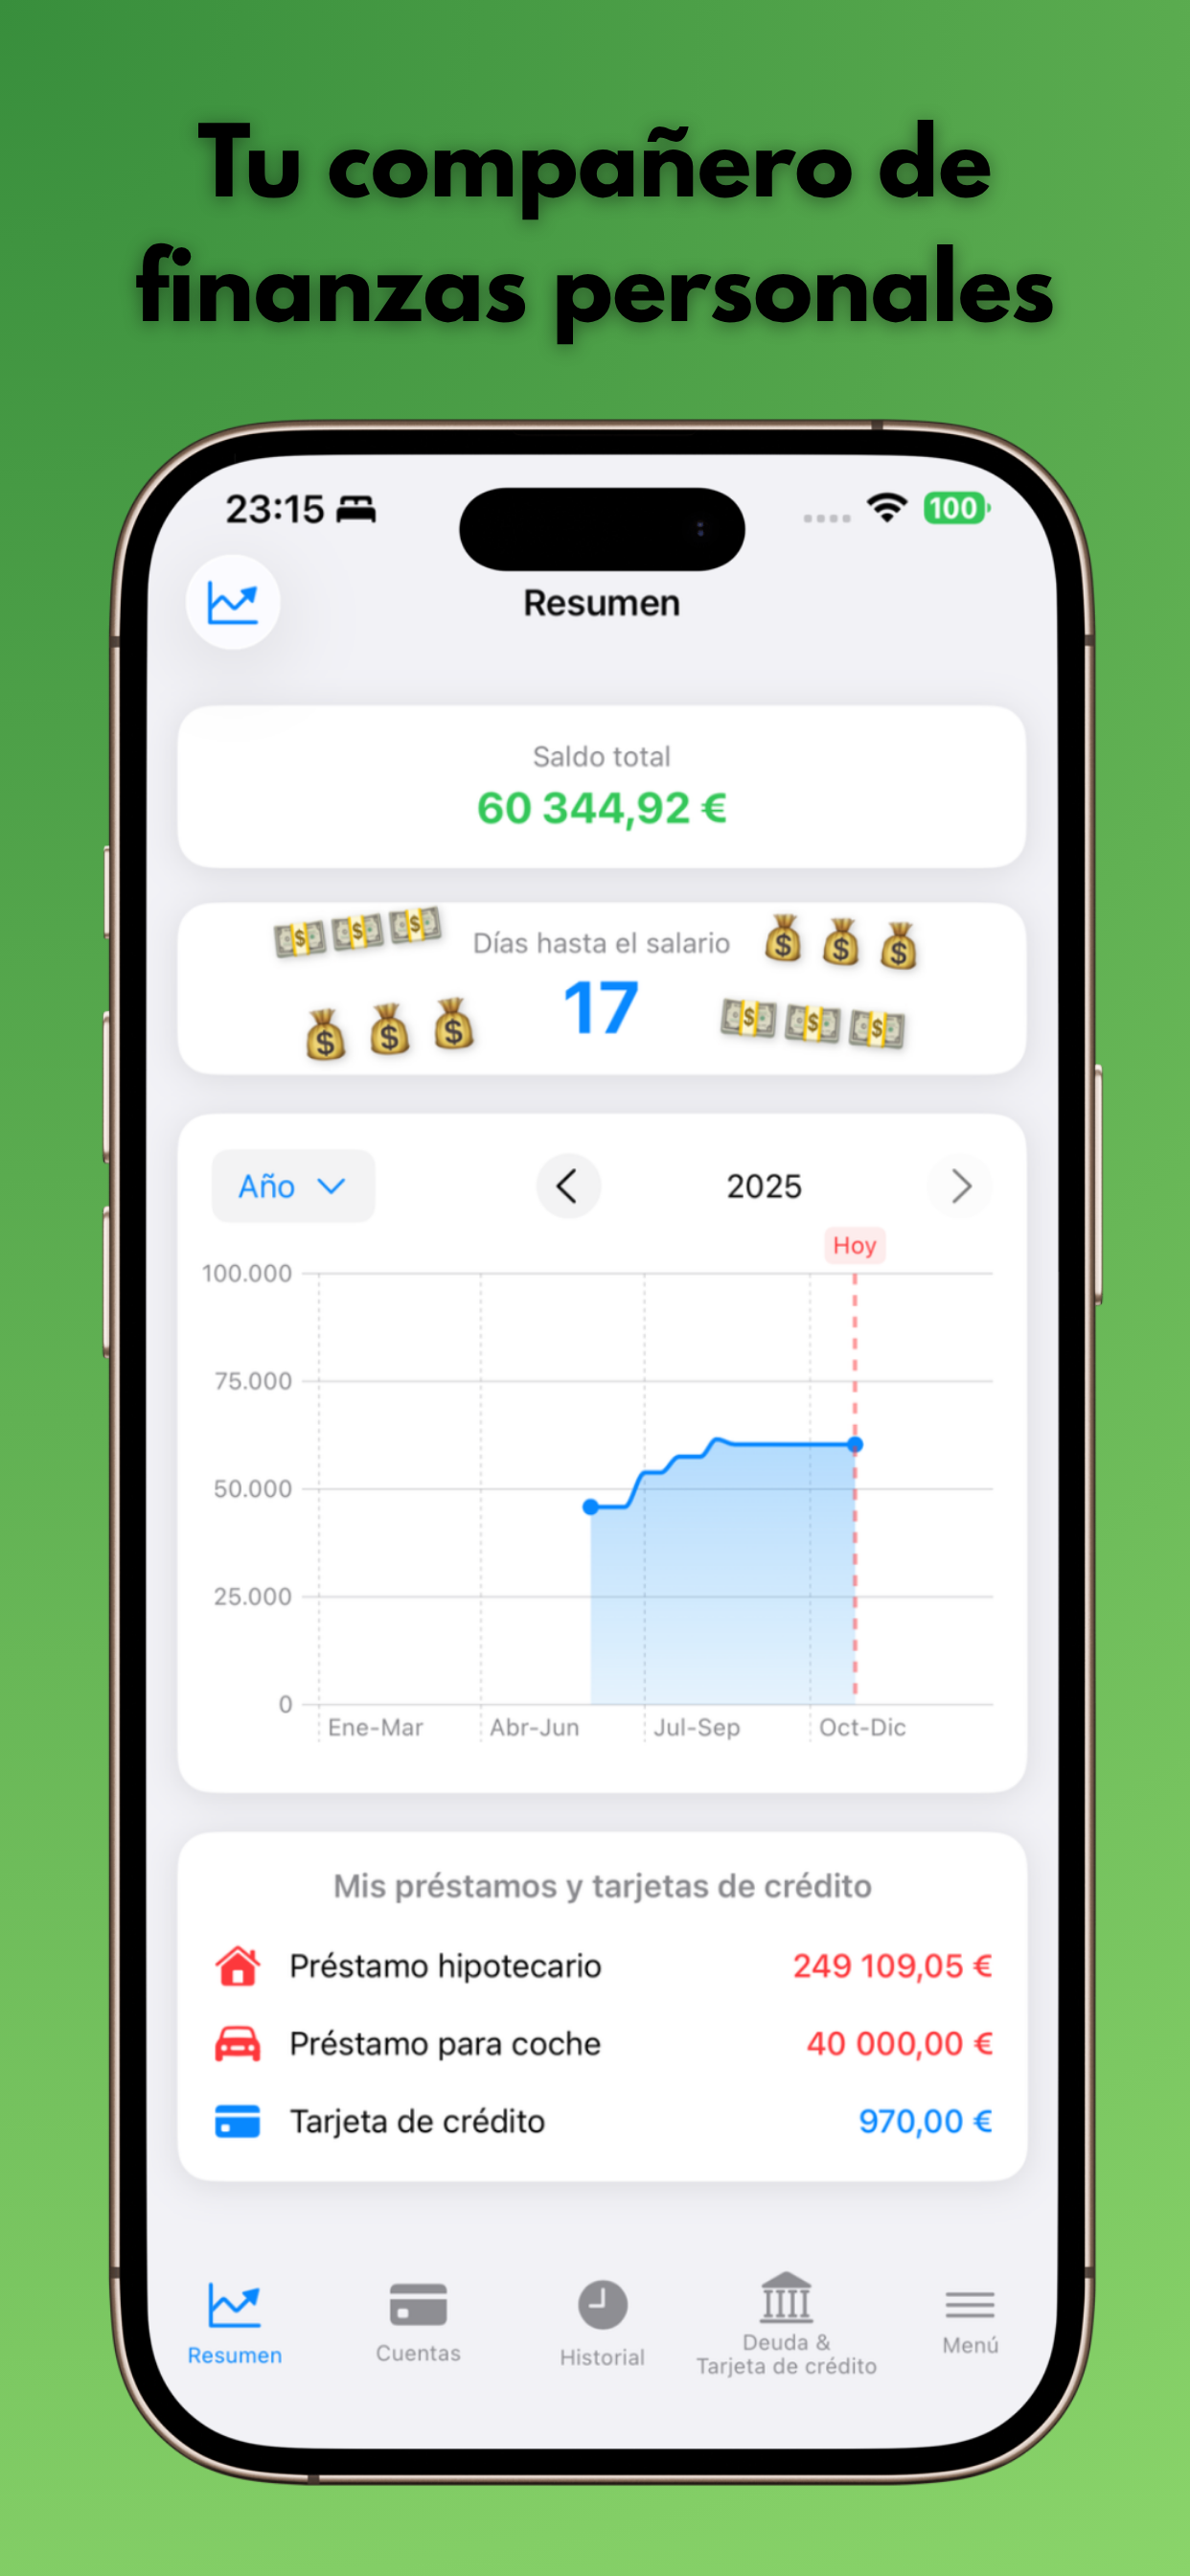 Tu compañero de
finanzas personales
23:15
100
Resumen
Saldo total
60 344,92 €
Días hasta el salario
17
Año
2025
Hoy
100.000
75.000
50.000
25.000
0
Ene-Mar
Abr-Jun
Jul-Sep
Oct-Dic
Mis préstamos y tarjetas de crédito
Préstamo hipotecario
249 109,05 €
Préstamo para coche
40 000,00 €
Tarjeta de crédito
970,00 €
Resumen
Cuentas
Historial
Deuda &
Tarjeta de crédito
Menú